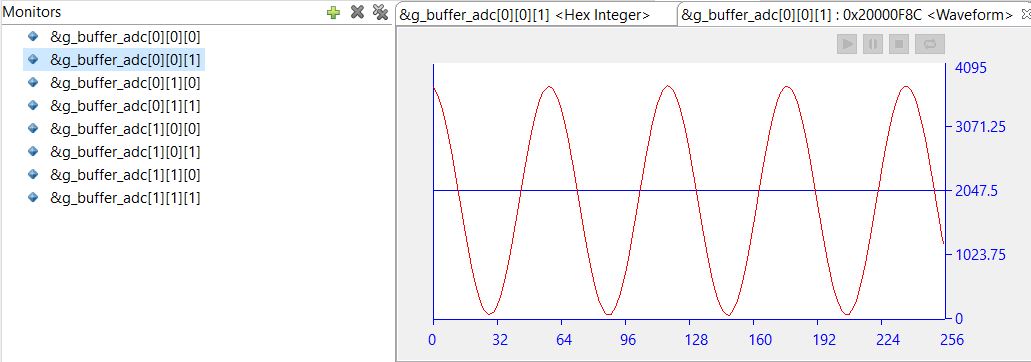 Monitors
&g_buffer_adc[0][0][0]
&g_buffer_adc[0][0][1]
&g_buffer_adc[0][1][0]
&g_buffer_adc[0][1][1]
&g_buffer_adc[1][0][0]
&g_buffer_adc[1][0][1]
&g_buffer_adc[1][1][0]
&g_buffer_adc[1][1][1]
&g_buffer_adc[0][0][1] <Hex Integer>
&g_buffer_adc[0][0][1] : 0x20000F8C <Waveform>
4095
3071.25
2047.5
1023.75
0
0 32 64 96 128 160 192 224 256